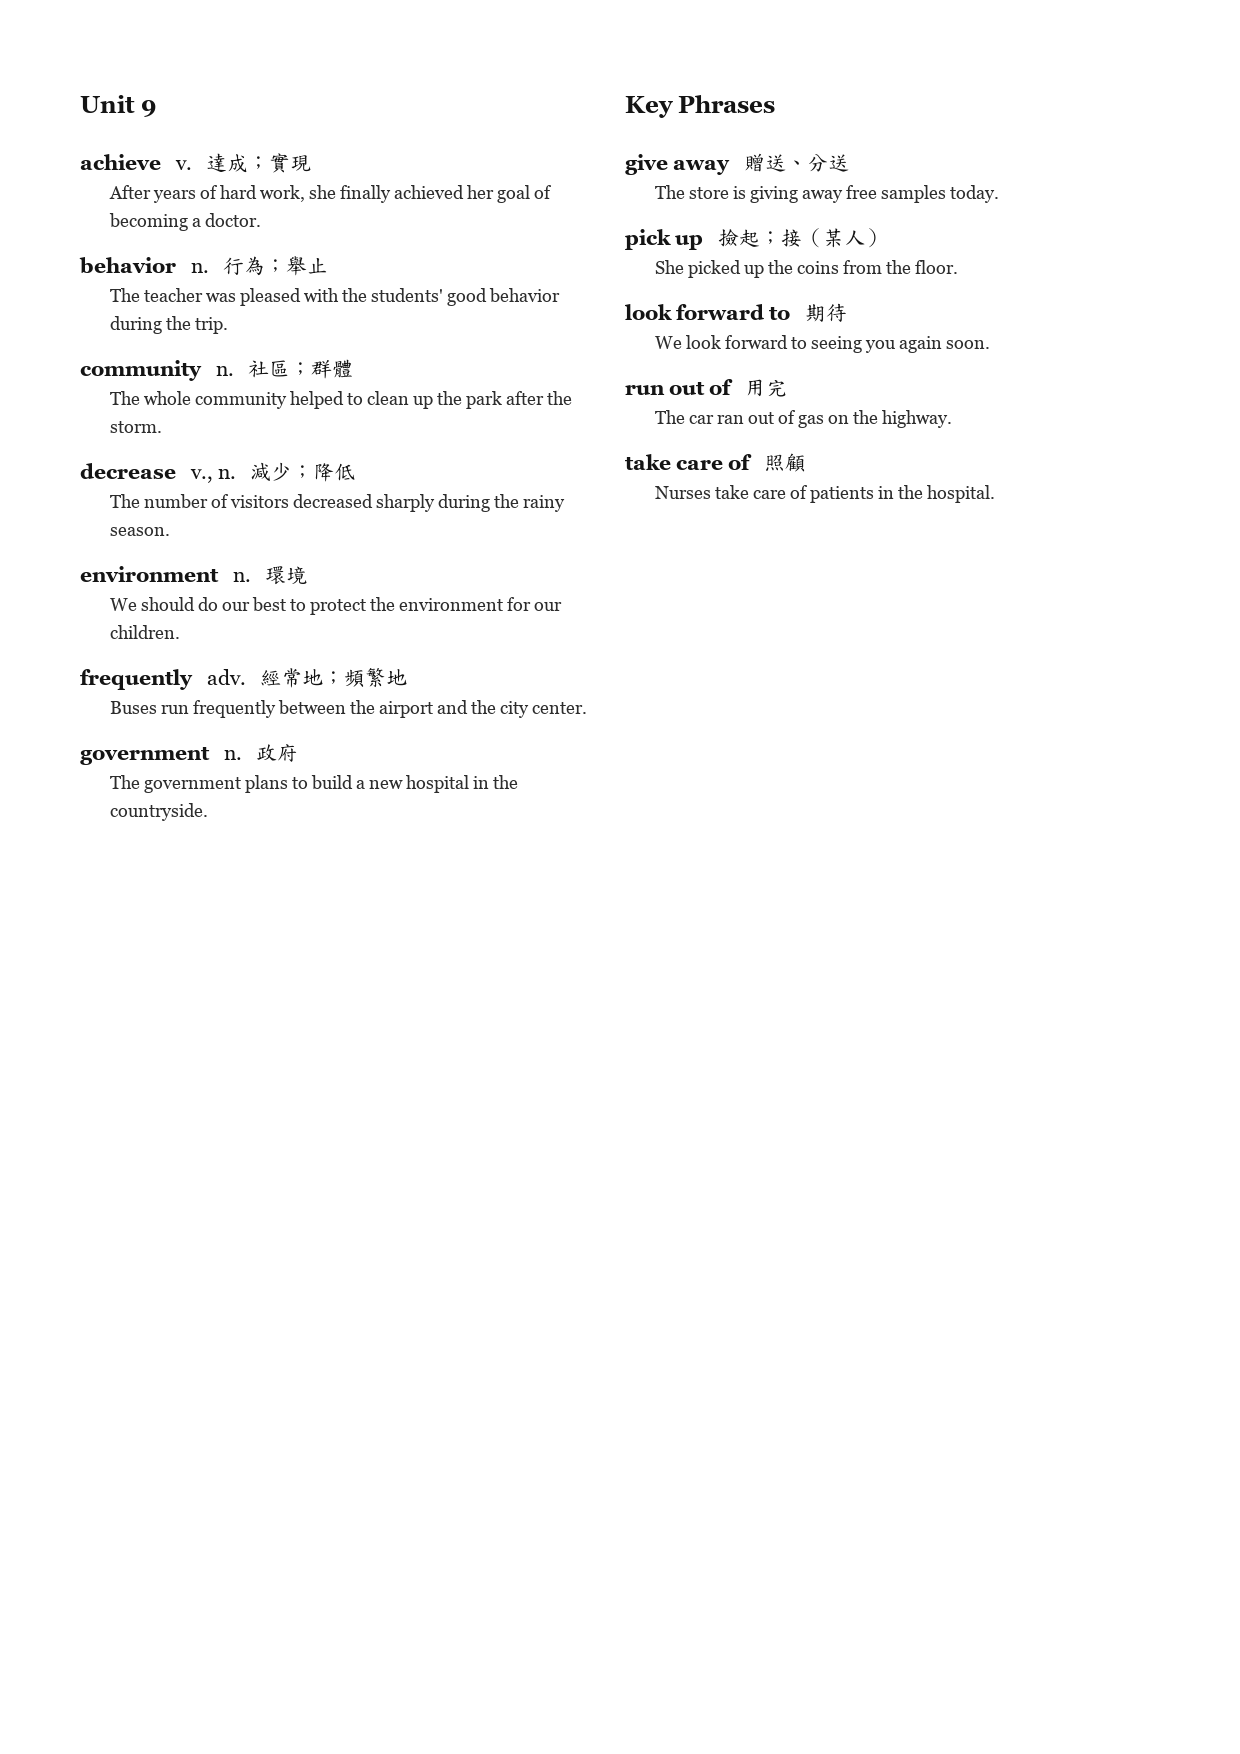 Unit 9
achieve v. 達成；實現
After years of hard work, she finally achieved her goal of
becoming a doctor.
behavior n. 行為；舉止
The teacher was pleased with the students' good behavior
during the trip.
community n. 社區；群體
The whole community helped to clean up the park after the
storm.
decrease v., n. 減少；降低
The number of visitors decreased sharply during the rainy
season.
environment n. 環境
We should do our best to protect the environment for our
children.
frequently adv. 經常地；頻繁地
Buses run frequently between the airport and the city center.
government n. 政府
The government plans to build a new hospital in the
countryside.
Key Phrases
give away 贈送、分送
The store is giving away free samples today.
pick up 撿起；接（某人）
She picked up the coins from the floor.
look forward to 期待
We look forward to seeing you again soon.
run out of 用完
The car ran out of gas on the highway.
take care of 照顧
Nurses take care of patients in the hospital.